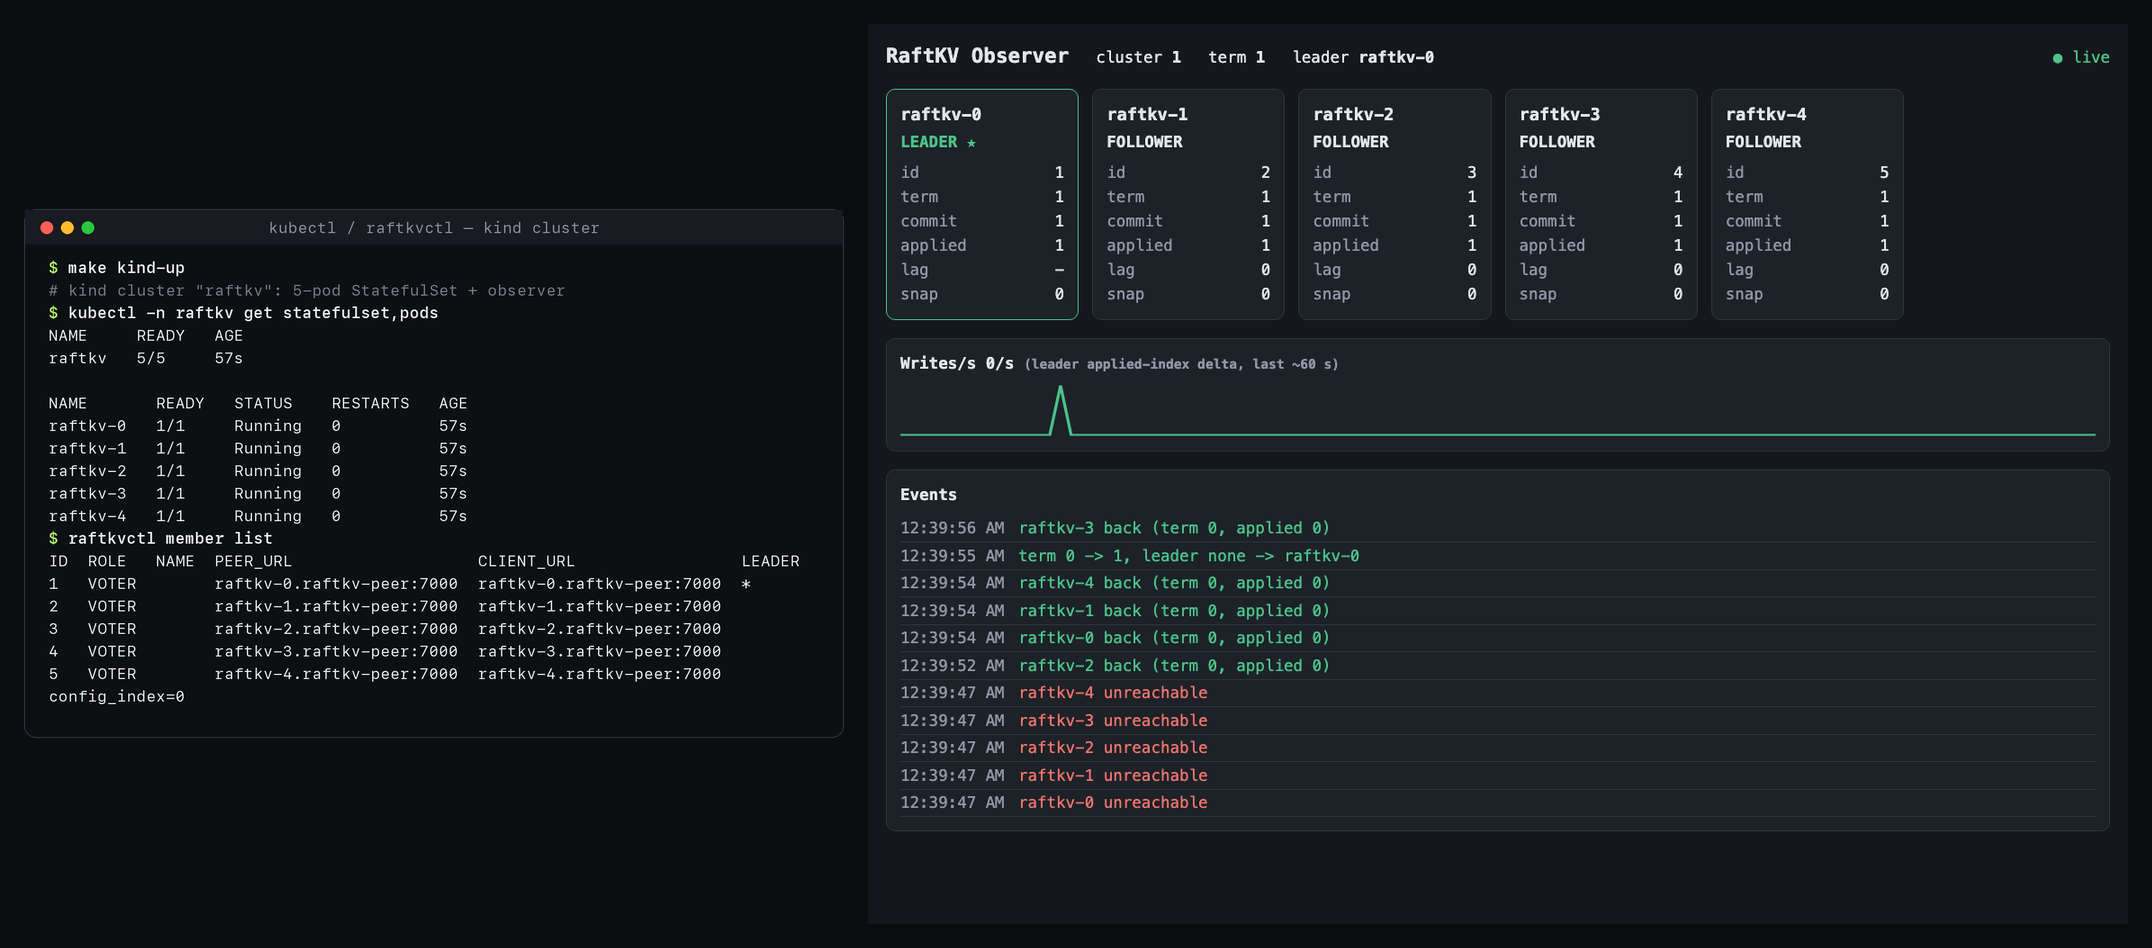 kubectl / raftkvctl — kind cluster
$ make kind-up
# kind cluster "raftkv": 5-pod StatefulSet + observer
$ kubectl -n raftkv get statefulset,pods
NAME READY AGE
raftkv 5/5 57s
NAME READY STATUS RESTARTS AGE
raftkv-0 1/1 Running 0 57s
raftkv-1 1/1 Running 0 57s
raftkv-2 1/1 Running 0 57s
raftkv-3 1/1 Running 0 57s
raftkv-4 1/1 Running 0 57s
$ raftkvctl member list
ID ROLE NAME PEER_URL CLIENT_URL LEADER
1 VOTER raftkv-0.raftkv-peer:7000 raftkv-0.raftkv-peer:7000 *
2 VOTER raftkv-1.raftkv-peer:7000 raftkv-1.raftkv-peer:7000
3 VOTER raftkv-2.raftkv-peer:7000 raftkv-2.raftkv-peer:7000
4 VOTER raftkv-3.raftkv-peer:7000 raftkv-3.raftkv-peer:7000
5 VOTER raftkv-4.raftkv-peer:7000 raftkv-4.raftkv-peer:7000
config_index=0
RaftKV Observer cluster 1 term 1 leader raftkv-0 ● live
raftkv-0
LEADER ★
id 1
term 1
commit 1
applied 1
lag –
snap 0
raftkv-1
FOLLOWER
id 2
term 1
commit 1
applied 1
lag 0
snap 0
raftkv-2
FOLLOWER
id 3
term 1
commit 1
applied 1
lag 0
snap 0
raftkv-3
FOLLOWER
id 4
term 1
commit 1
applied 1
lag 0
snap 0
raftkv-4
FOLLOWER
id 5
term 1
commit 1
applied 1
lag 0
snap 0
Writes/s 0/s (leader applied-index delta, last ~60 s)
Events
12:39:56 AM raftkv-3 back (term 0, applied 0)
12:39:55 AM term 0 -> 1, leader none -> raftkv-0
12:39:54 AM raftkv-4 back (term 0, applied 0)
12:39:54 AM raftkv-1 back (term 0, applied 0)
12:39:54 AM raftkv-0 back (term 0, applied 0)
12:39:52 AM raftkv-2 back (term 0, applied 0)
12:39:47 AM raftkv-4 unreachable
12:39:47 AM raftkv-3 unreachable
12:39:47 AM raftkv-2 unreachable
12:39:47 AM raftkv-1 unreachable
12:39:47 AM raftkv-0 unreachable